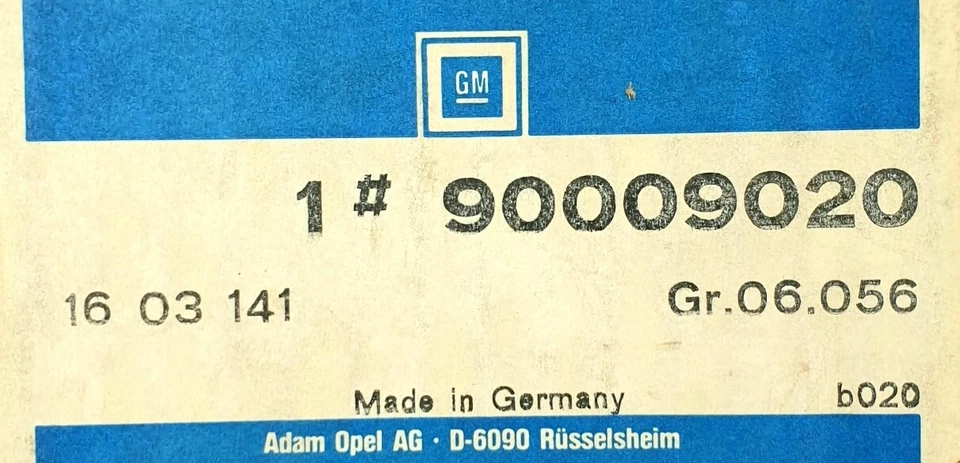 GM
1 # 90009020
16 03 141 Gr.06.056
Made in Germany b020
Adam Opel AG · D-6090 Rüsselsheim